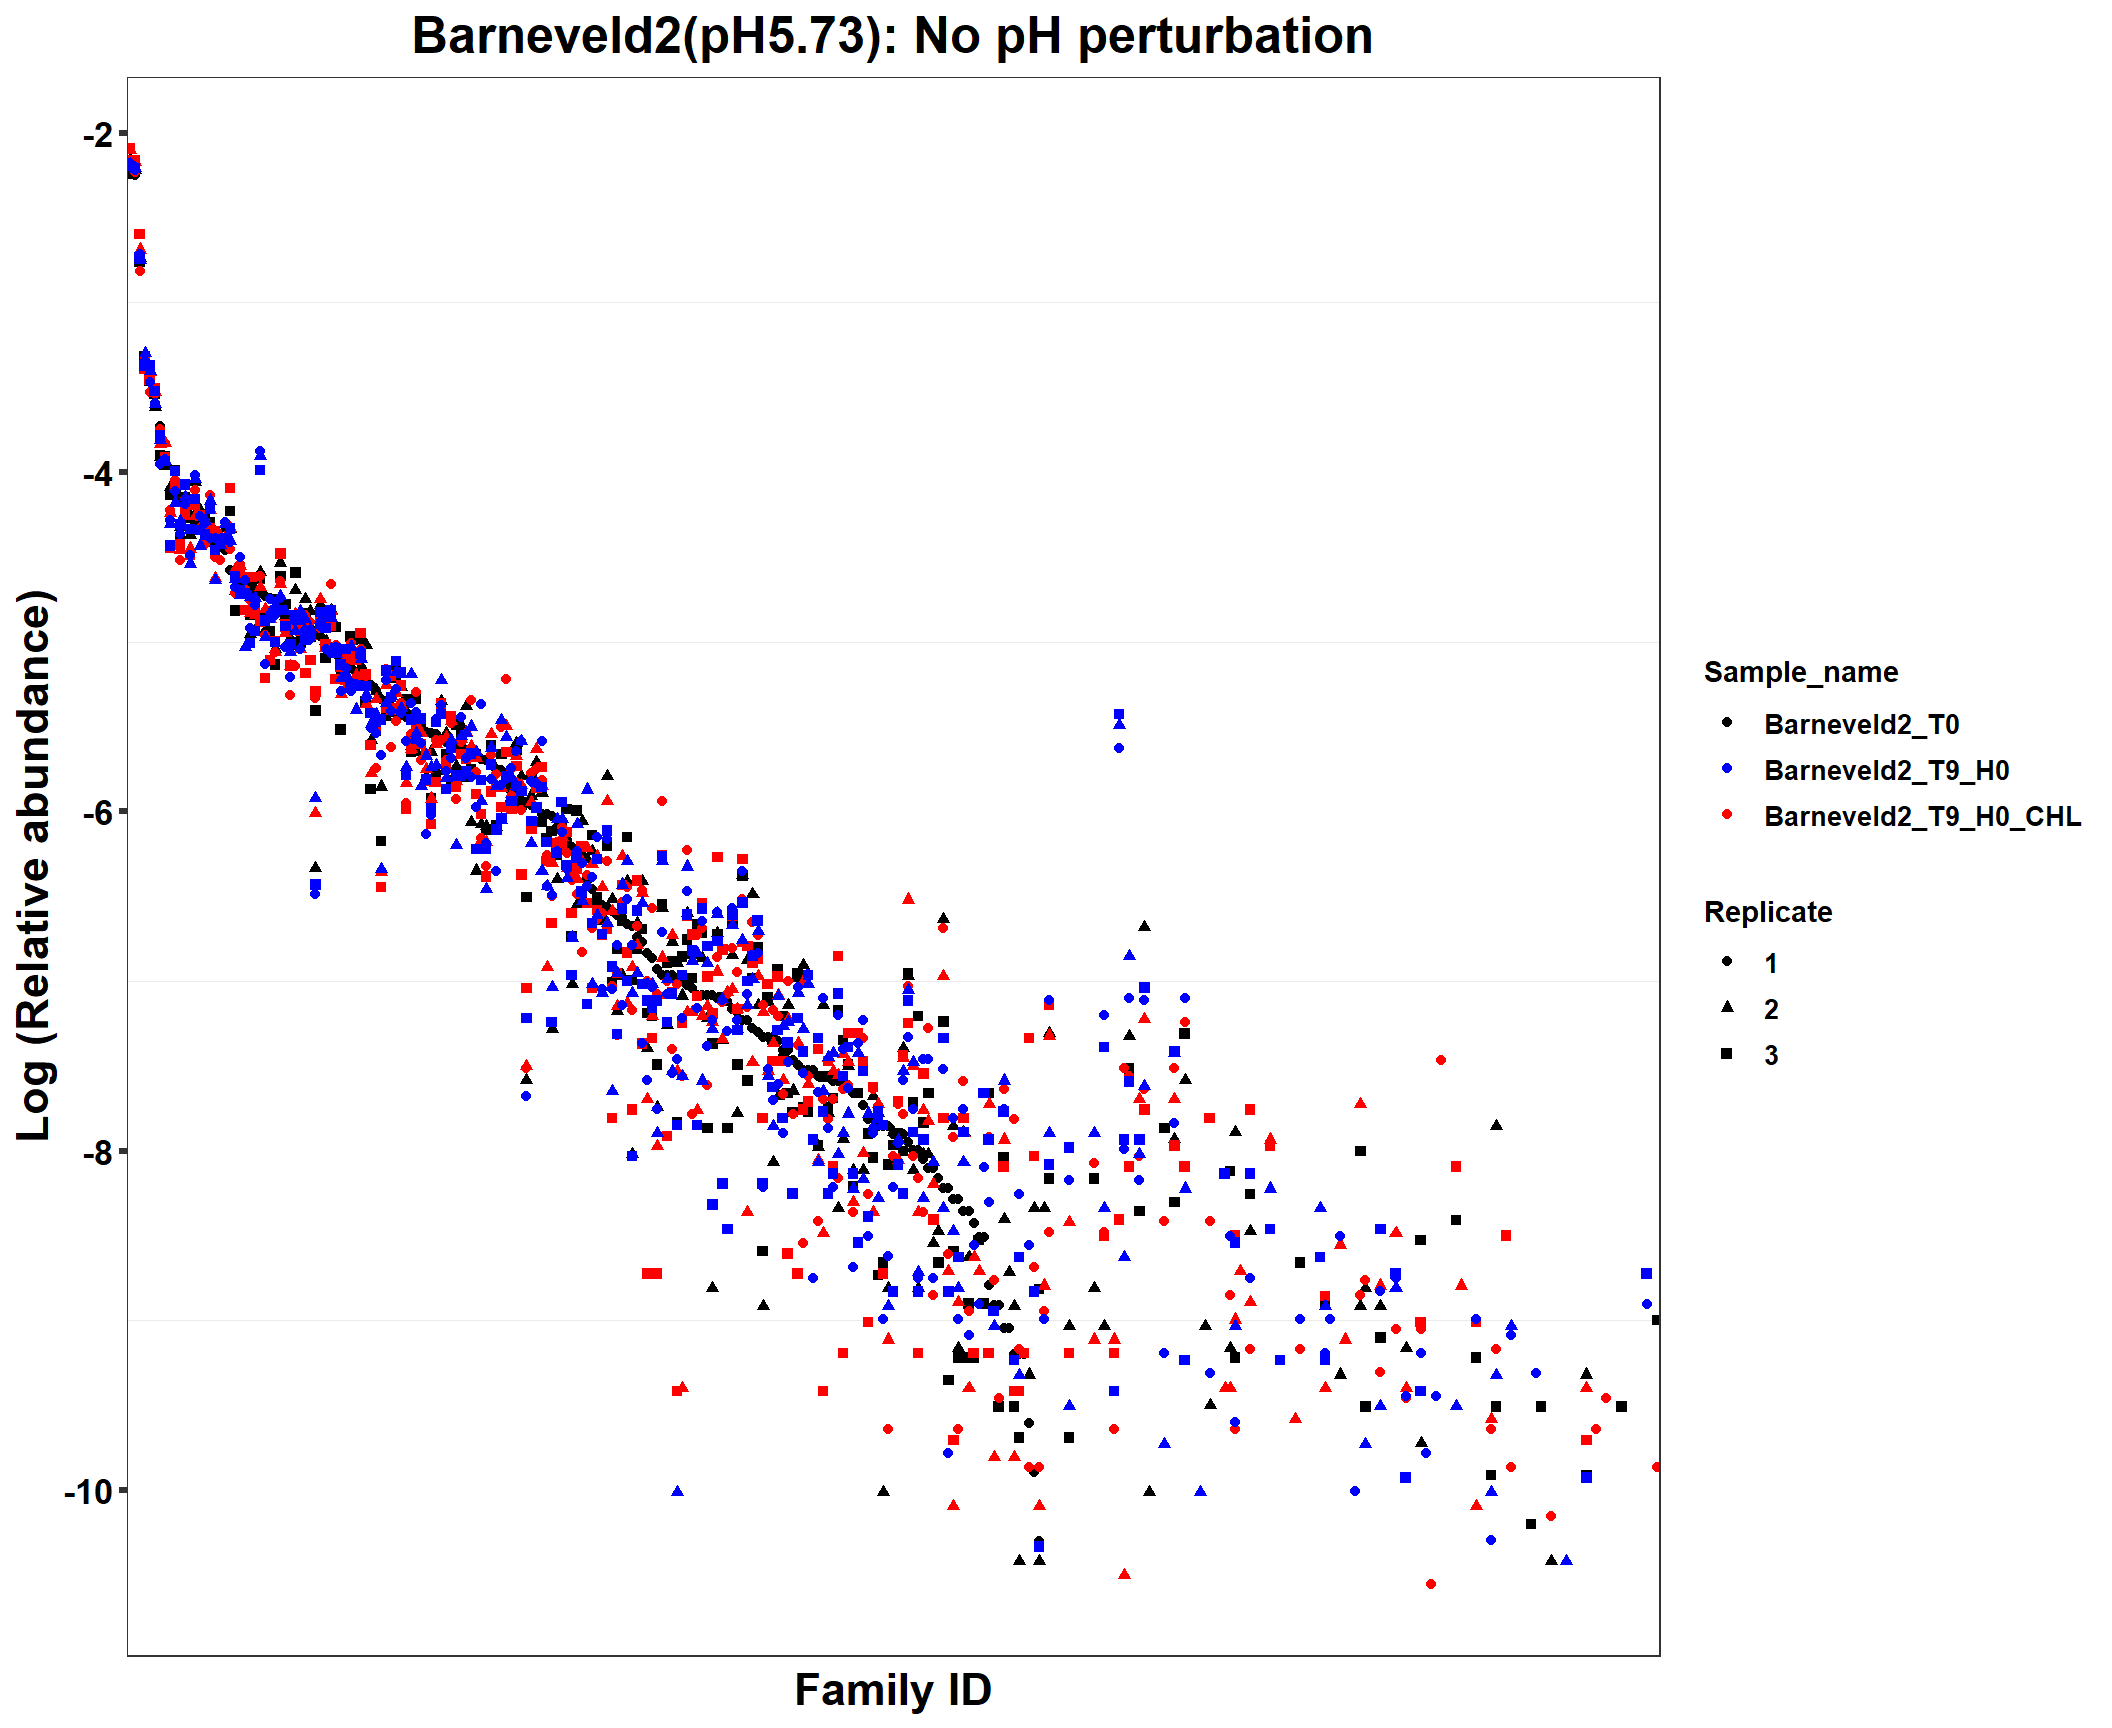 Barneveld2(pH5.73): No pH perturbation
-2
-4
-6
-8
-10
Log (Relative abundance)
Family ID
Sample_name
Barneveld2_T0
Barneveld2_T9_H0
Barneveld2_T9_H0_CHL
Replicate
1
2
3